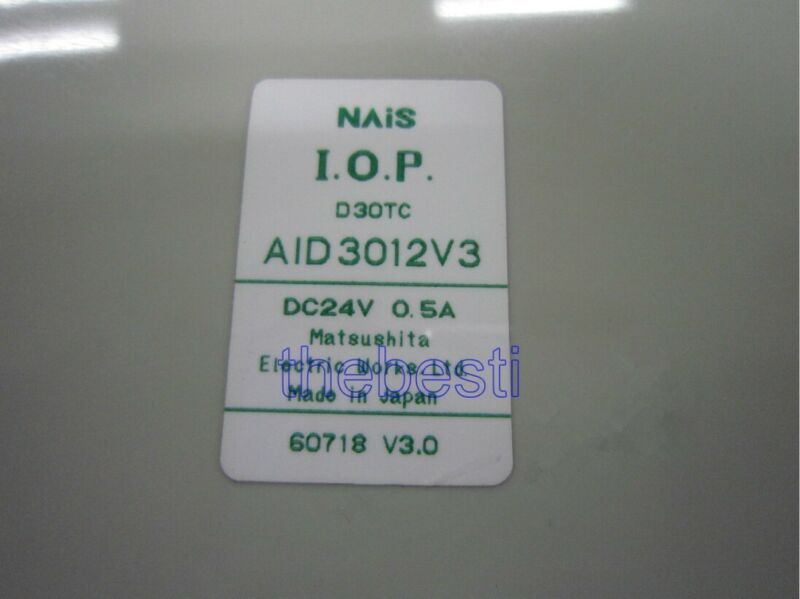 NAiS
I.O.P.
D30TC
AID3012V3
DC24V 0.5A
Matsushita
Electric Works,Ltd.
thebesti
Made in Japan
60718 V3.0